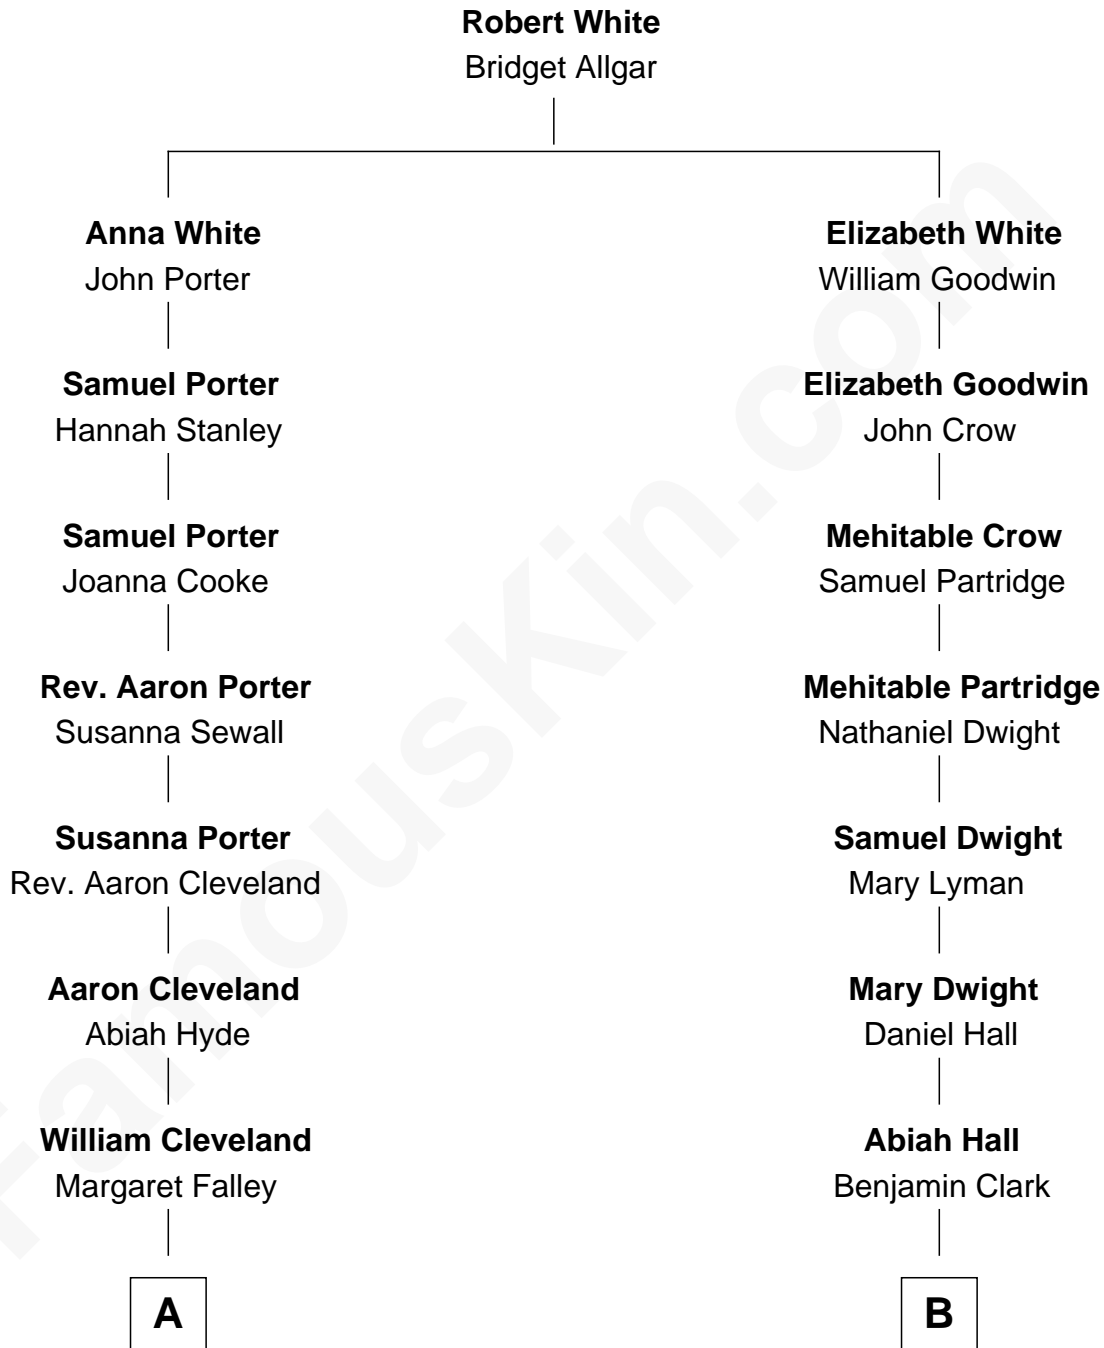 Robert White
Bridget Allgar
Anna White
John Porter
Elizabeth White
William Goodwin
Samuel Porter
Hannah Stanley
Elizabeth Goodwin
John Crow
Samuel Porter
Joanna Cooke
Mehitable Crow
Samuel Partridge
Rev. Aaron Porter
Susanna Sewall
Mehitable Partridge
Nathaniel Dwight
Susanna Porter
Rev. Aaron Cleveland
Samuel Dwight
Mary Lyman
Aaron Cleveland
Abiah Hyde
Mary Dwight
Daniel Hall
William Cleveland
Margaret Falley
Abiah Hall
Benjamin Clark
A
B
FamousKin.com